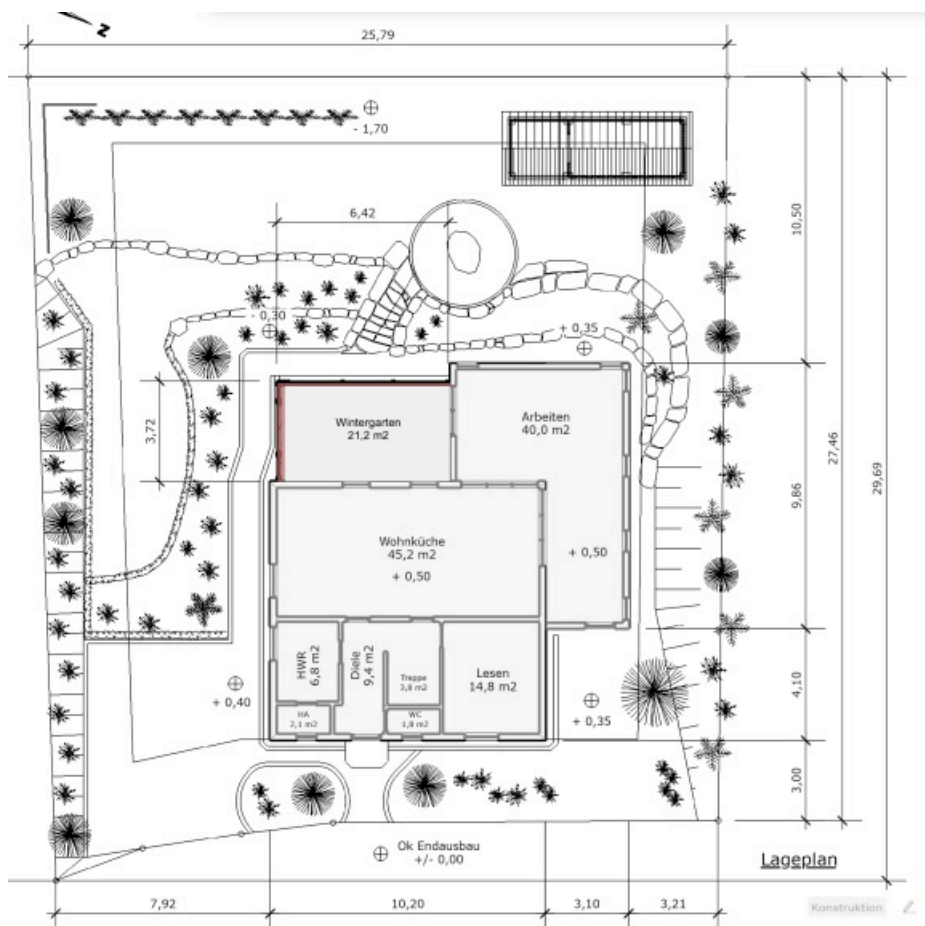 z
25,79
- 1,70
6,42
10,50
- 0,30
+ 0,35
Wintergarten
21,2 m2
Arbeiten
40,0 m2
3,72
27,46
29,69
9,86
Wohnküche
45,2 m2
+ 0,50
+ 0,50
HWR
6,8 m2
Diele
9,4 m2
Treppe
3,8 m2
Lesen
14,8 m2
HA
2,1 m2
WC
1,8 m2
+ 0,40
+ 0,35
4,10
3,00
Ok Endausbau
+/- 0,00
Lageplan
7,92
10,20
3,10
3,21
Konstruktion